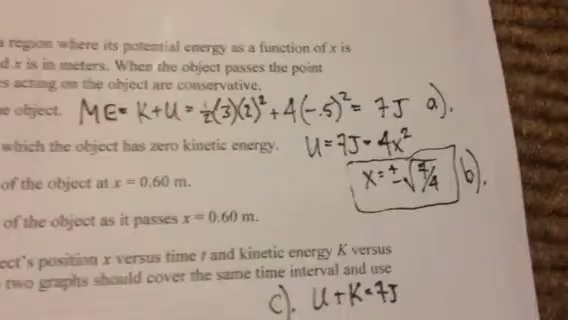 region where its potential energy as a function of x is
d x is in meters. When the object passes the point
es acting on the object are conservative.
e object. ME= K+U = ½(3)(2)² + 4(-.5)² = 7J a).
which the object has zero kinetic energy. U=7J=4x²
of the object at x = 0.60 m. x=±√7/4 b).
of the object as it passes x = 0.60 m.
ect's position x versus time t and kinetic energy K versus
two graphs should cover the same time interval and use
c). U+K=7J